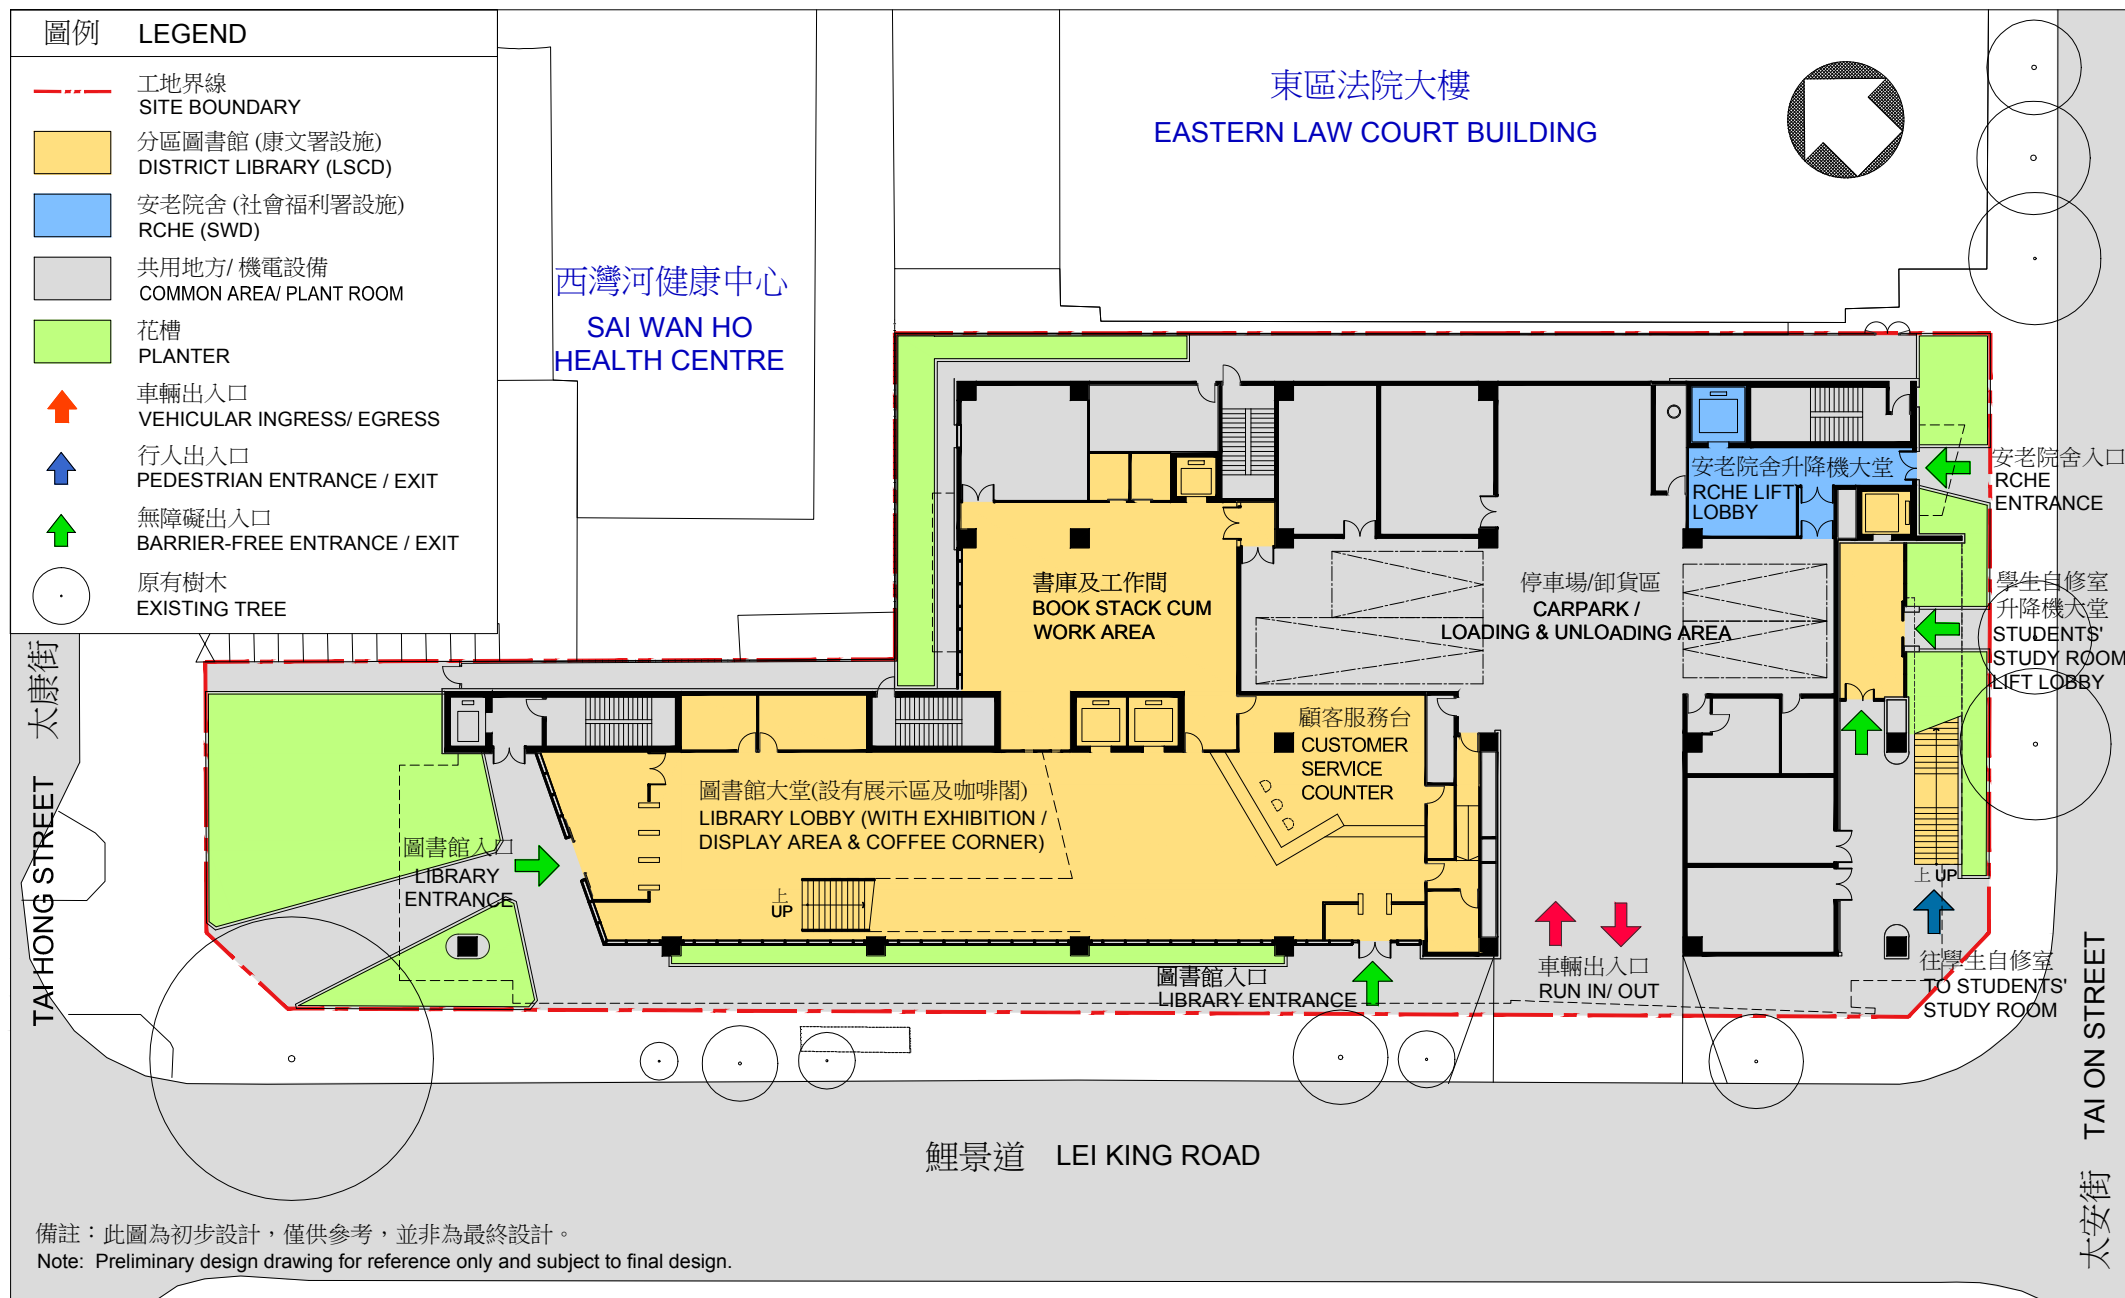 圖例 LEGEND
工地界線
SITE BOUNDARY
分區圖書館 (康文署設施)
DISTRICT LIBRARY (LSCD)
安老院舍 (社會福利署設施)
RCHE (SWD)
共用地方/ 機電設備
COMMON AREA/ PLANT ROOM
花槽
PLANTER
車輛出入口
VEHICULAR INGRESS/ EGRESS
行人出入口
PEDESTRIAN ENTRANCE / EXIT
無障礙出入口
BARRIER-FREE ENTRANCE / EXIT
原有樹木
EXISTING TREE
東區法院大樓
EASTERN LAW COURT BUILDING
西灣河健康中心
SAI WAN HO
HEALTH CENTRE
安老院舍升降機大堂
RCHE LIFT
LOBBY
安老院舍入口
RCHE
ENTRANCE
書庫及工作間
BOOK STACK CUM
WORK AREA
停車場/卸貨區
CARPARK /
LOADING & UNLOADING AREA
學生自修室
升降機大堂
STUDENTS'
STUDY ROOM
LIFT LOBBY
顧客服務台
CUSTOMER
SERVICE
COUNTER
圖書館大堂(設有展示區及咖啡閣)
LIBRARY LOBBY (WITH EXHIBITION /
DISPLAY AREA & COFFEE CORNER)
圖書館入口
LIBRARY
ENTRANCE
上
UP
上 UP
圖書館入口
LIBRARY ENTRANCE
車輛出入口
RUN IN/ OUT
往學生自修室
TO STUDENTS'
STUDY ROOM
太康街
TAI HONG STREET
鯉景道 LEI KING ROAD
TAI ON STREET
太安街
備註：此圖為初步設計，僅供參考，並非為最終設計。
Note: Preliminary design drawing for reference only and subject to final design.